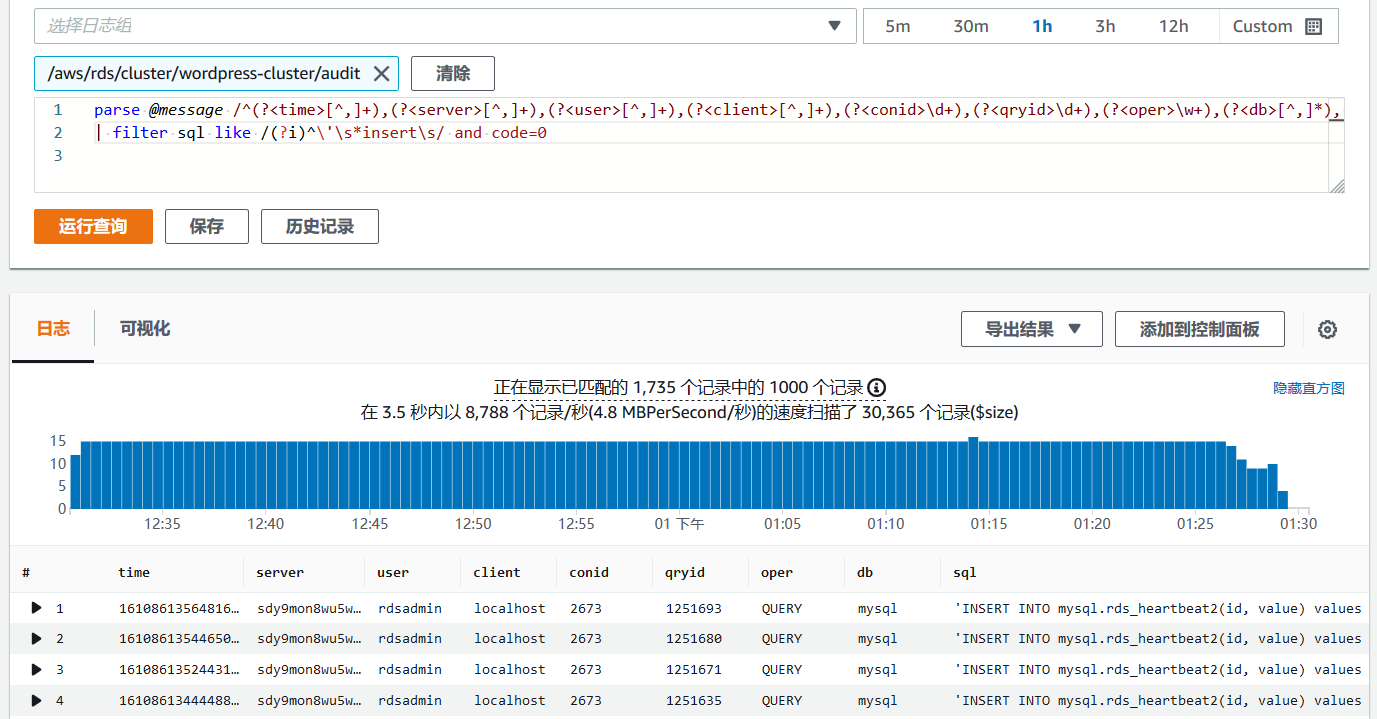 选择日志组
5m 30m 1h 3h 12h Custom
/aws/rds/cluster/wordpress-cluster/audit 清除
1 parse @message /^(?<time>[^,]+),(?<server>[^,]+),(?<user>[^,]+),(?<client>[^,]+),(?<conid>\d+),(?<qryid>\d+),(?<oper>\w+),(?<db>[^,]*),
2 | filter sql like /(?i)^\'\s*insert\s/ and code=0
3
运行查询 保存 历史记录
日志 可视化 导出结果 添加到控制面板
正在显示已匹配的 1,735 个记录中的 1000 个记录
隐藏直方图
在 3.5 秒内以 8,788 个记录/秒(4.8 MBPerSecond/秒)的速度扫描了 30,365 个记录($size)
15
10
5
0
12:35 12:40 12:45 12:50 12:55 01 下午 01:05 01:10 01:15 01:20 01:25 01:30
# time server user client conid qryid oper db sql
1 16108613564816… sdy9mon8wu5w… rdsadmin localhost 2673 1251693 QUERY mysql 'INSERT INTO mysql.rds_heartbeat2(id, value) values
2 16108613544650… sdy9mon8wu5w… rdsadmin localhost 2673 1251680 QUERY mysql 'INSERT INTO mysql.rds_heartbeat2(id, value) values
3 16108613524431… sdy9mon8wu5w… rdsadmin localhost 2673 1251671 QUERY mysql 'INSERT INTO mysql.rds_heartbeat2(id, value) values
4 16108613444488… sdy9mon8wu5w… rdsadmin localhost 2673 1251635 QUERY mysql 'INSERT INTO mysql.rds_heartbeat2(id, value) values